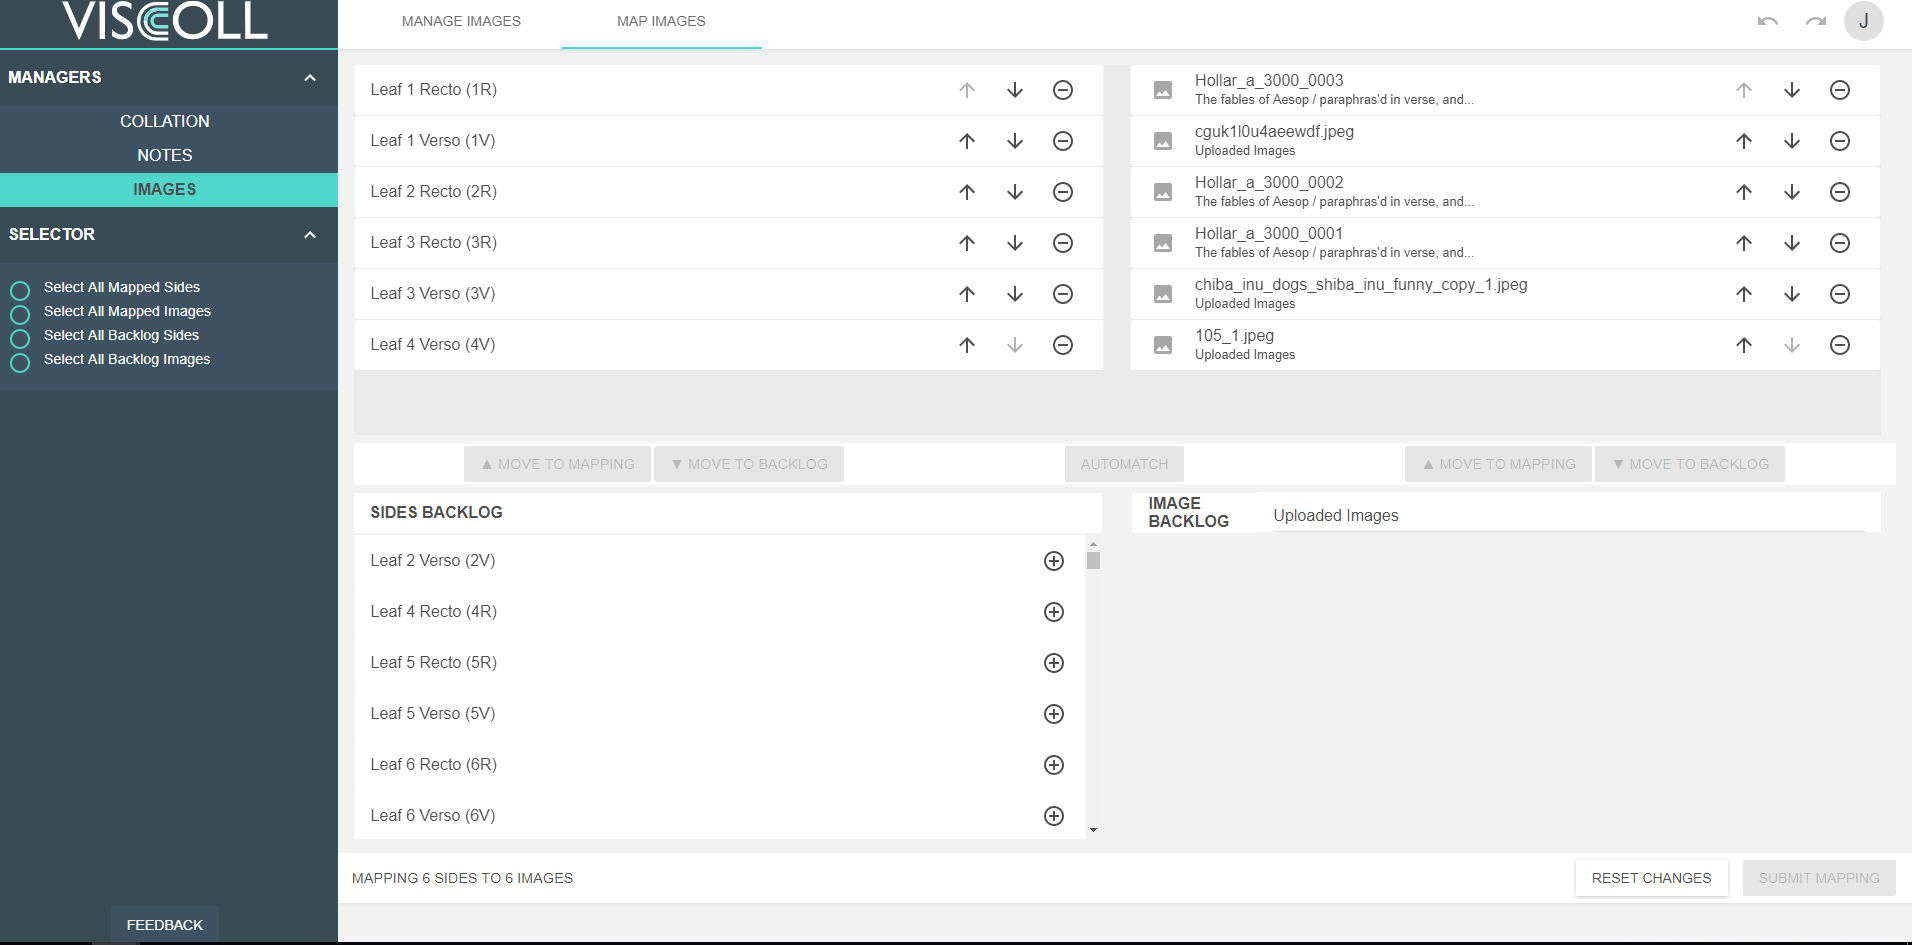 VISCOLL
MANAGE IMAGES
MAP IMAGES
J
MANAGERS
COLLATION
NOTES
IMAGES
SELECTOR
Select All Mapped Sides
Select All Mapped Images
Select All Backlog Sides
Select All Backlog Images
FEEDBACK
Leaf 1 Recto (1R)
Leaf 1 Verso (1V)
Leaf 2 Recto (2R)
Leaf 3 Recto (3R)
Leaf 3 Verso (3V)
Leaf 4 Verso (4V)
Hollar_a_3000_0003
The fables of Aesop / paraphras'd in verse, and...
cguk1l0u4aeewdf.jpeg
Uploaded Images
Hollar_a_3000_0002
The fables of Aesop / paraphras'd in verse, and...
Hollar_a_3000_0001
The fables of Aesop / paraphras'd in verse, and...
chiba_inu_dogs_shiba_inu_funny_copy_1.jpeg
Uploaded Images
105_1.jpeg
Uploaded Images
▲ MOVE TO MAPPING
▼ MOVE TO BACKLOG
AUTOMATCH
▲ MOVE TO MAPPING
▼ MOVE TO BACKLOG
SIDES BACKLOG
Leaf 2 Verso (2V)
Leaf 4 Recto (4R)
Leaf 5 Recto (5R)
Leaf 5 Verso (5V)
Leaf 6 Recto (6R)
Leaf 6 Verso (6V)
IMAGE
BACKLOG
Uploaded Images
MAPPING 6 SIDES TO 6 IMAGES
RESET CHANGES
SUBMIT MAPPING